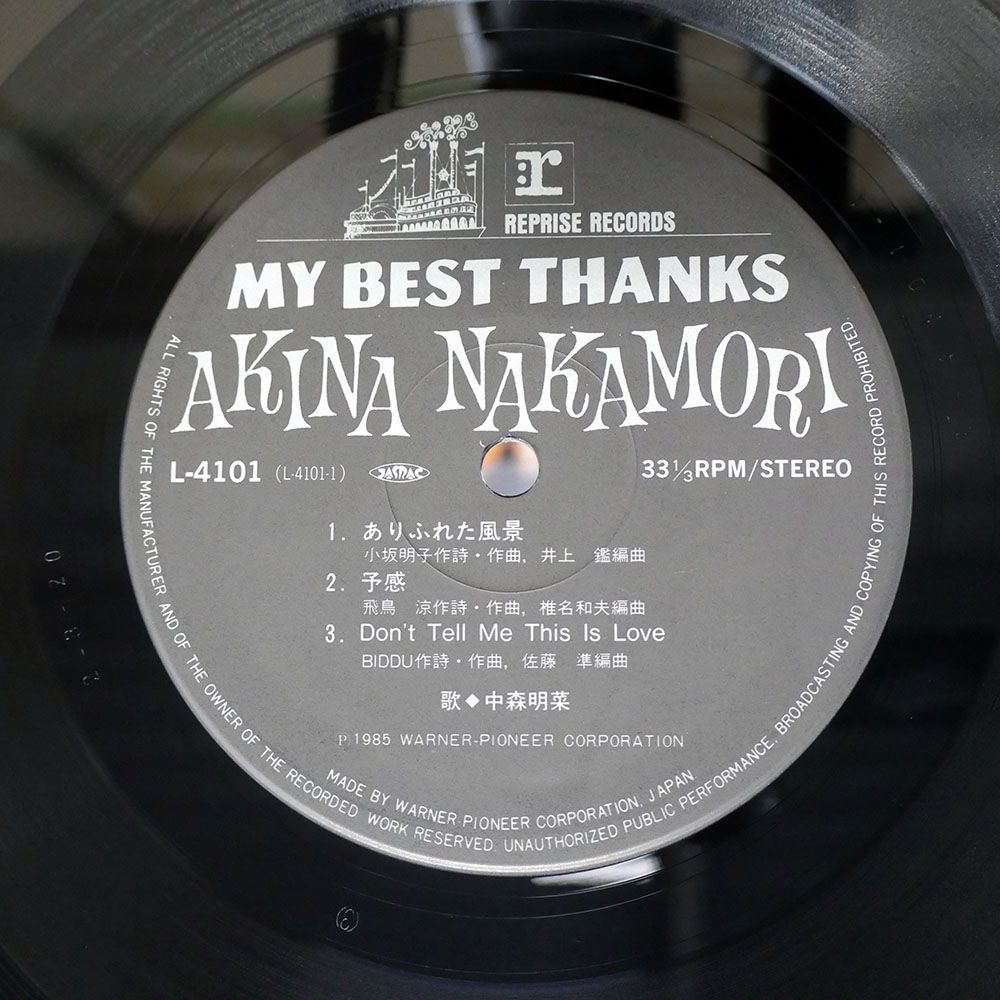 r
REPRISE RECORDS
MY BEST THANKS
AKINA NAKAMORI
L-4101 (L-4101-1) JASRAC 33 1/3 RPM/STEREO
1. ありふれた風景
小坂明子作詩・作曲, 井上 鑑編曲
2. 予感
飛鳥 涼作詩・作曲, 椎名和夫編曲
3. Don't Tell Me This Is Love
BIDDU作詩・作曲, 佐藤 準編曲
歌◆中森明菜
P 1985 WARNER-PIONEER CORPORATION
MADE BY WARNER-PIONEER CORPORATION, JAPAN
ALL RIGHTS OF THE MANUFACTURER AND OF THE OWNER OF THE RECORDED WORK RESERVED. UNAUTHORIZED PUBLIC PERFORMANCE, BROADCASTING AND COPYING OF THIS RECORD PROHIBITED.